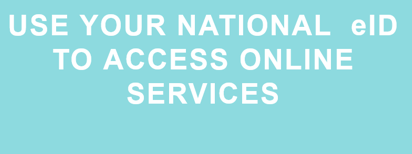 USE YOUR NATIONAL eID
TO ACCESS ONLINE
SERVICES